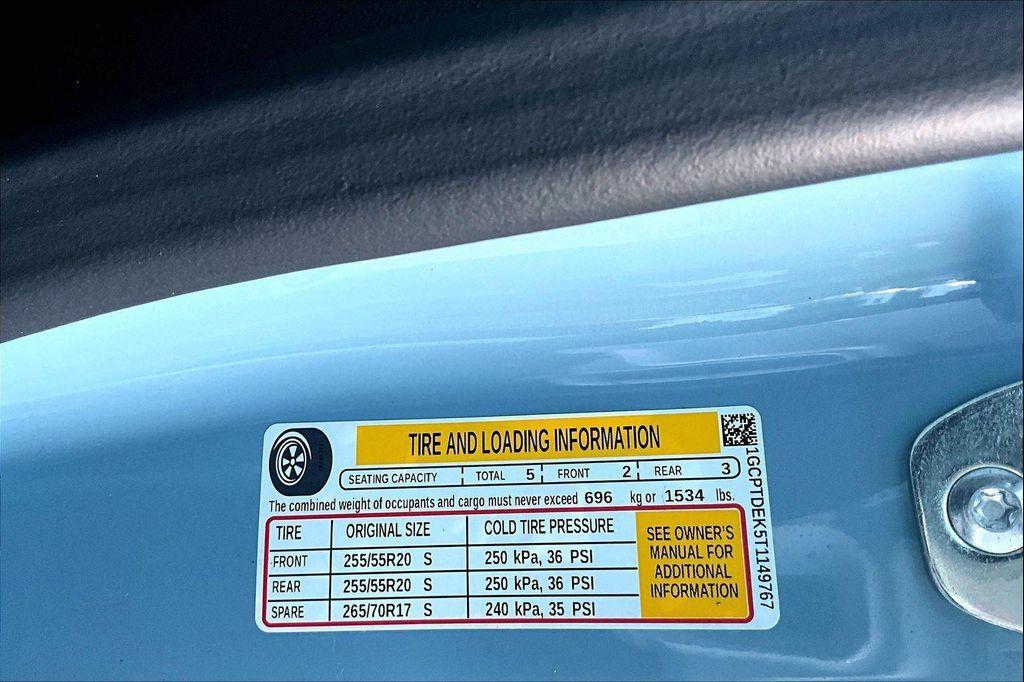 TIRE AND LOADING INFORMATION
SEATING CAPACITY TOTAL 5 FRONT 2 REAR 3
The combined weight of occupants and cargo must never exceed 696 kg or 1534 lbs.
TIRE ORIGINAL SIZE COLD TIRE PRESSURE
FRONT 255/55R20 S 250 kPa, 36 PSI
REAR 255/55R20 S 250 kPa, 36 PSI
SPARE 265/70R17 S 240 kPa, 35 PSI
SEE OWNER'S
MANUAL FOR
ADDITIONAL
INFORMATION
1GCPTDEK5T1149767